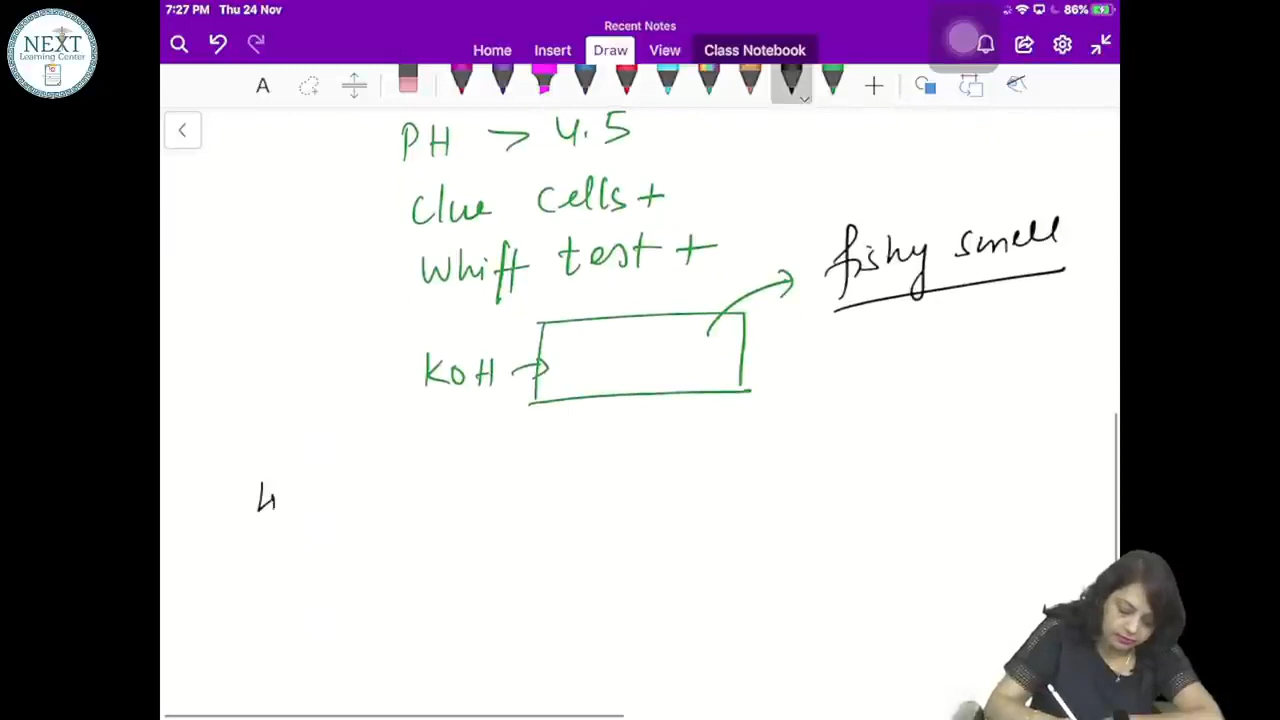 7:27 PM Thu 24 Nov
Recent Notes
86%
NEXT
Learning Center
Home Insert Draw View Class Notebook
A
PH > 4.5
Clue cells +
Whiff test +
fishy smell
KOH →